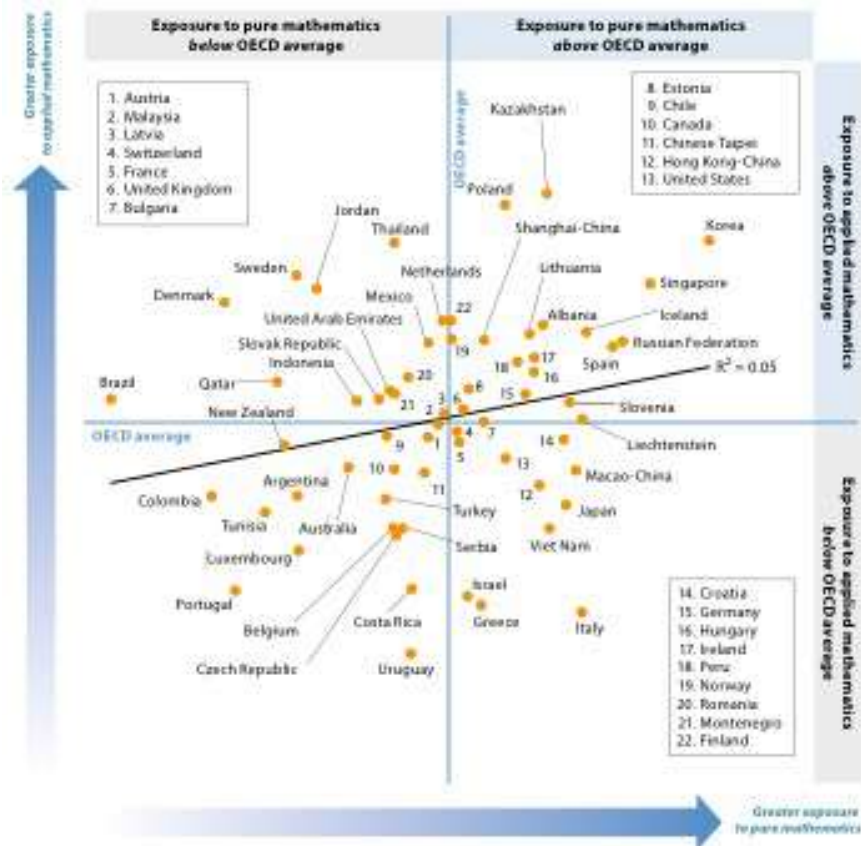 Exposure to pure mathematics
below OECD average
Exposure to pure mathematics
above OECD average
Greater exposure
to applied mathematics
OECD average
1. Austria
2. Malaysia
3. Latvia
4. Switzerland
5. France
6. United Kingdom
7. Bulgaria
8. Estonia
9. Chile
10. Canada
11. Chinese Taipei
12. Hong Kong-China
13. United States
Exposure to applied mathematics
above OECD average
Kazakhstan
Poland
Jordan
Thailand
Shanghai-China
Korea
Sweden
Netherlands
Lithuania
Singapore
Denmark
Mexico
22
Albania
Iceland
United Arab Emirates
Slovak Republic
19
17
Russian Federation
Indonesia
18
Spain
16
R² = 0.05
Brazil
Qatar
20
8
15
21
3
6
Slovenia
New Zealand
2
OECD average
4
7
Liechtenstein
9
1
5
14
10
13
Macao-China
Argentina
11
12
Colombia
Turkey
Japan
Tunisia
Australia
Serbia
Viet Nam
Luxembourg
Portugal
Israel
Belgium
Costa Rica
Greece
Italy
Czech Republic
Uruguay
Exposure to applied mathematics
below OECD average
14. Croatia
15. Germany
16. Hungary
17. Ireland
18. Peru
19. Norway
20. Romania
21. Montenegro
22. Finland
Greater exposure
to pure mathematics